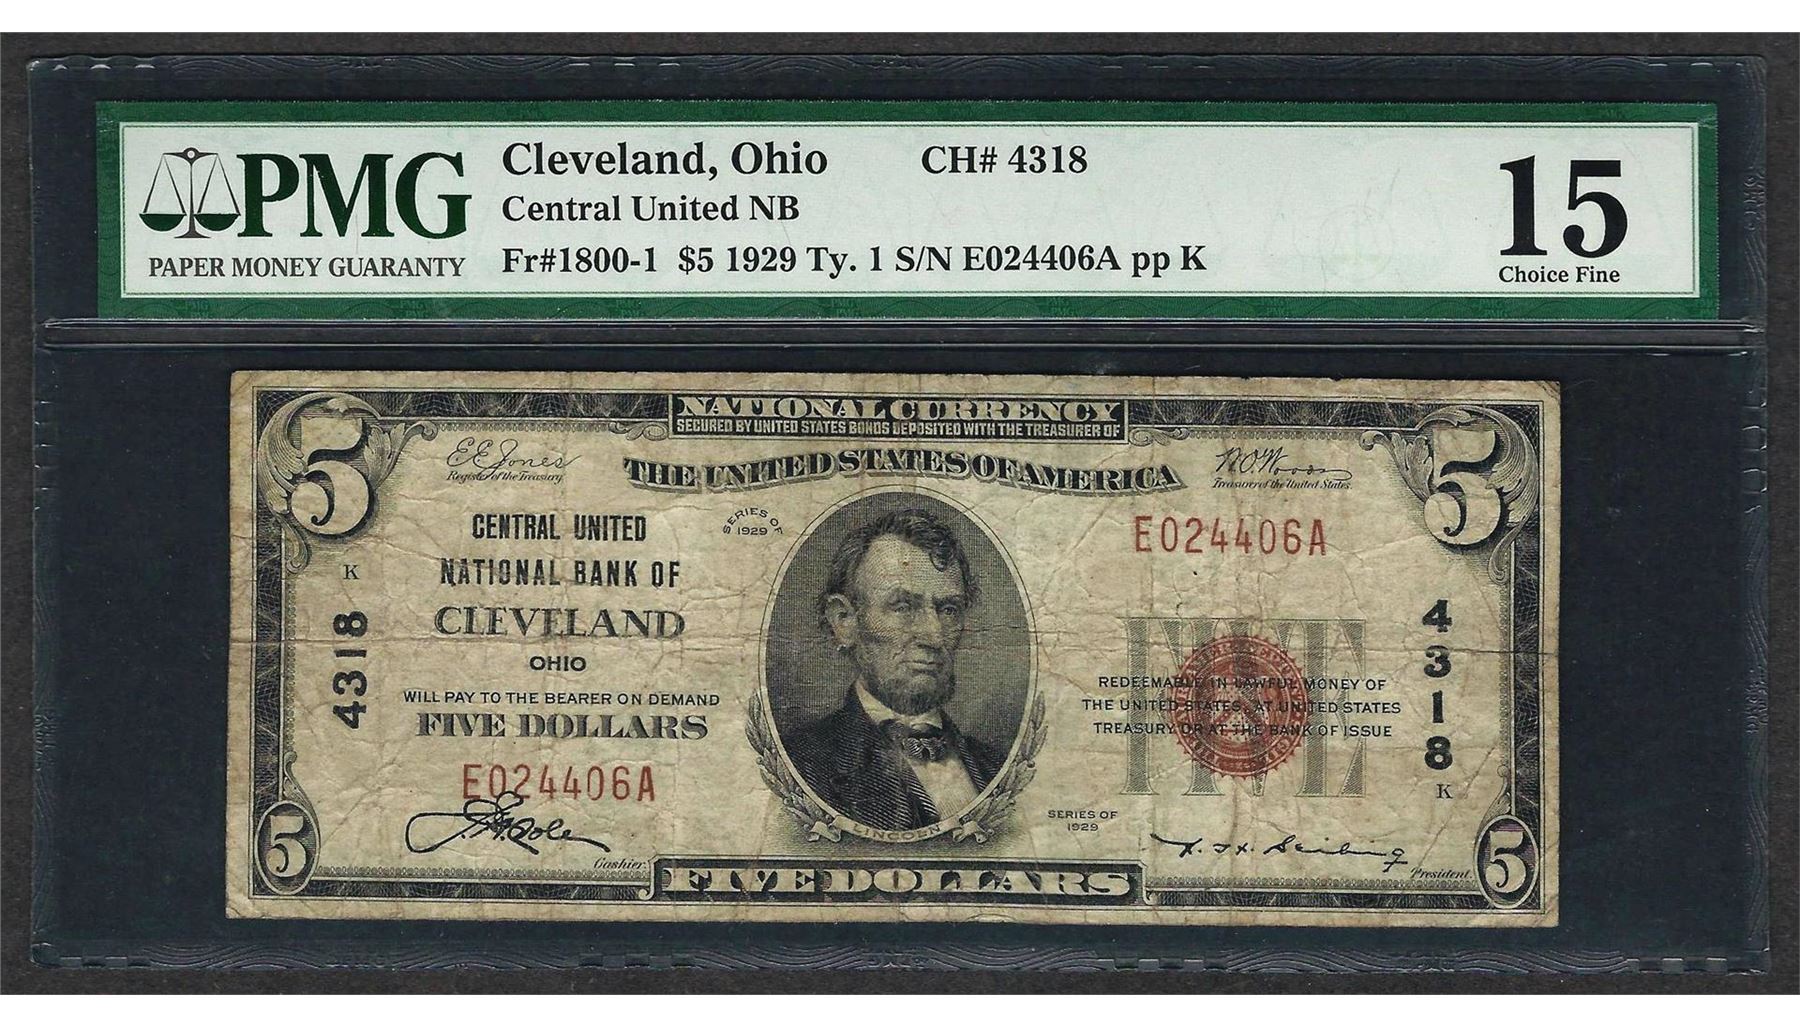 PMG
PAPER MONEY GUARANTY
Cleveland, Ohio CH# 4318
Central United NB
Fr#1800-1 $5 1929 Ty. 1 S/N E024406A pp K
15
Choice Fine
NATIONAL CURRENCY
SECURED BY UNITED STATES BONDS DEPOSITED WITH THE TREASURER OF
THE UNITED STATES OF AMERICA
5
5
E E Jones
Register of the Treasury.
W.O. Woods
Treasurer of the United States.
SERIES OF
1929
E024406A
CENTRAL UNITED
NATIONAL BANK OF
CLEVELAND
OHIO
K
4318
WILL PAY TO THE BEARER ON DEMAND
FIVE DOLLARS
E024406A
Cashier.
LINCOLN
FIVE
REDEEMABLE IN LAWFUL MONEY OF
THE UNITED STATES, AT UNITED STATES
TREASURY OR AT THE BANK OF ISSUE
4318
K
SERIES OF
1929
President.
5
FIVE DOLLARS
5